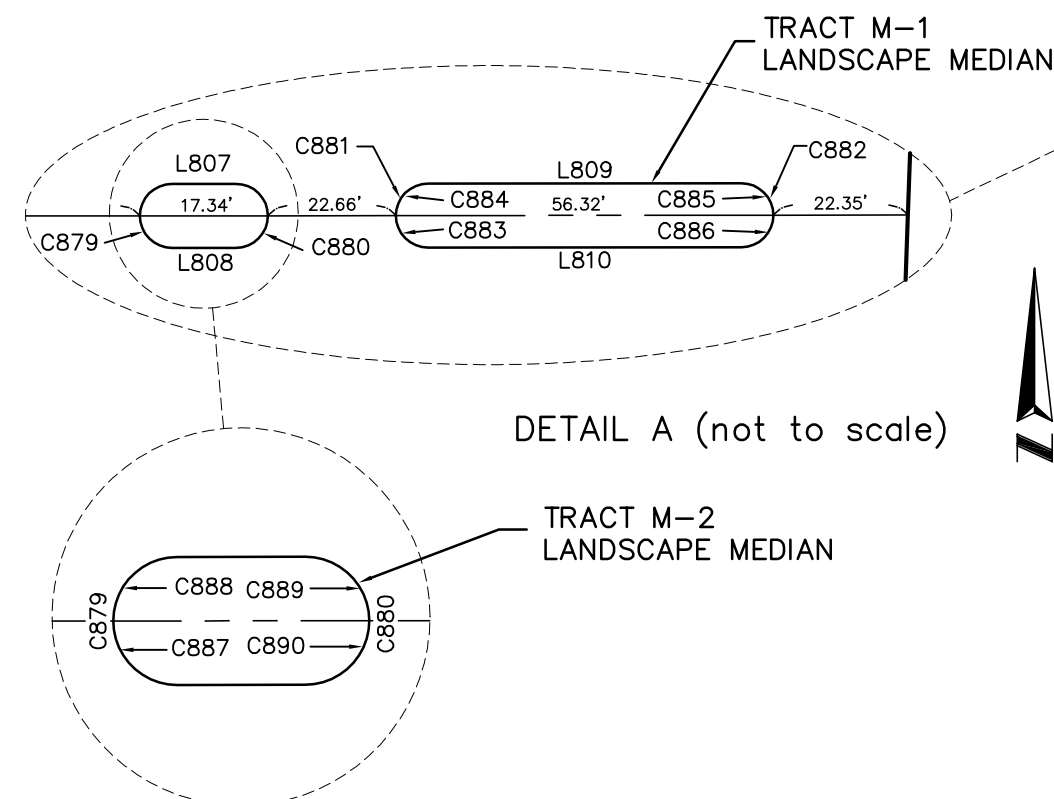 TRACT M-1
LANDSCAPE MEDIAN
C881
C882
L807
L809
17.34'
22.66'
C884
56.32'
C885
22.35'
C879
C883
C886
C880
L808
L810
DETAIL A (not to scale)
N
TRACT M-2
LANDSCAPE MEDIAN
C888
C889
C879
C880
C887
C890